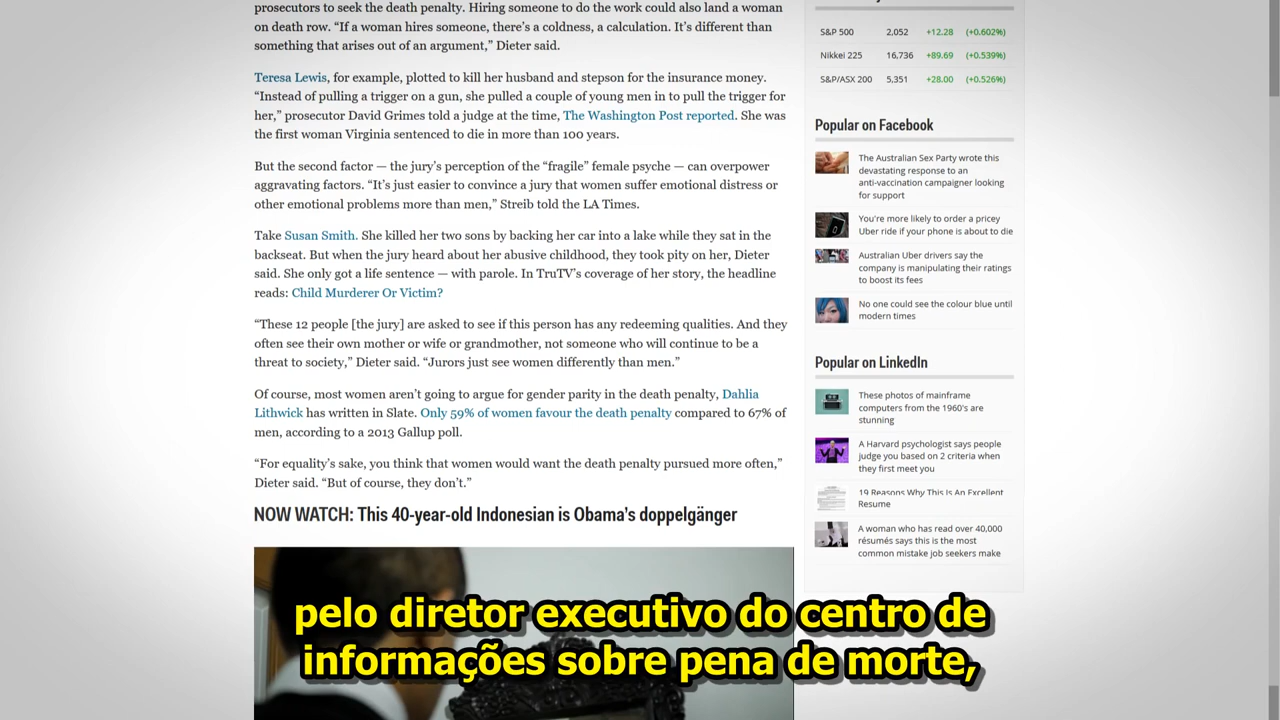 prosecutors to seek the death penalty. Hiring someone to do the work could also land a woman
on death row. “If a woman hires someone, there’s a coldness, a calculation. It’s different than
something that arises out of an argument,” Dieter said.
Teresa Lewis, for example, plotted to kill her husband and stepson for the insurance money.
“Instead of pulling a trigger on a gun, she pulled a couple of young men in to pull the trigger for
her,” prosecutor David Grimes told a judge at the time, The Washington Post reported. She was
the first woman Virginia sentenced to die in more than 100 years.
But the second factor — the jury’s perception of the “fragile” female psyche — can overpower
aggravating factors. “It’s just easier to convince a jury that women suffer emotional distress or
other emotional problems more than men,” Streib told the LA Times.
Take Susan Smith. She killed her two sons by backing her car into a lake while they sat in the
backseat. But when the jury heard about her abusive childhood, they took pity on her, Dieter
said. She only got a life sentence — with parole. In TruTV’s coverage of her story, the headline
reads: Child Murderer Or Victim?
“These 12 people [the jury] are asked to see if this person has any redeeming qualities. And they
often see their own mother or wife or grandmother, not someone who will continue to be a
threat to society,” Dieter said. “Jurors just see women differently than men.”
Of course, most women aren’t going to argue for gender parity in the death penalty, Dahlia
Lithwick has written in Slate. Only 59% of women favour the death penalty compared to 67% of
men, according to a 2013 Gallup poll.
“For equality’s sake, you think that women would want the death penalty pursued more often,”
Dieter said. “But of course, they don’t.”
NOW WATCH: This 40-year-old Indonesian is Obama’s doppelgänger
S&P 500 2,052 +12.28 (+0.602%)
Nikkei 225 16,736 +89.69 (+0.539%)
S&P/ASX 200 5,351 +28.00 (+0.526%)
Popular on Facebook
The Australian Sex Party wrote this
devastating response to an
anti-vaccination campaigner looking
for support
You're more likely to order a pricey
Uber ride if your phone is about to die
Australian Uber drivers say the
company is manipulating their ratings
to boost its fees
No one could see the colour blue until
modern times
Popular on LinkedIn
These photos of mainframe
computers from the 1960's are
stunning
A Harvard psychologist says people
judge you based on 2 criteria when
they first meet you
19 Reasons Why This Is An Excellent
Resume
A woman who has read over 40,000
résumés says this is the most
common mistake job seekers make
pelo diretor executivo do centro de
informações sobre pena de morte,